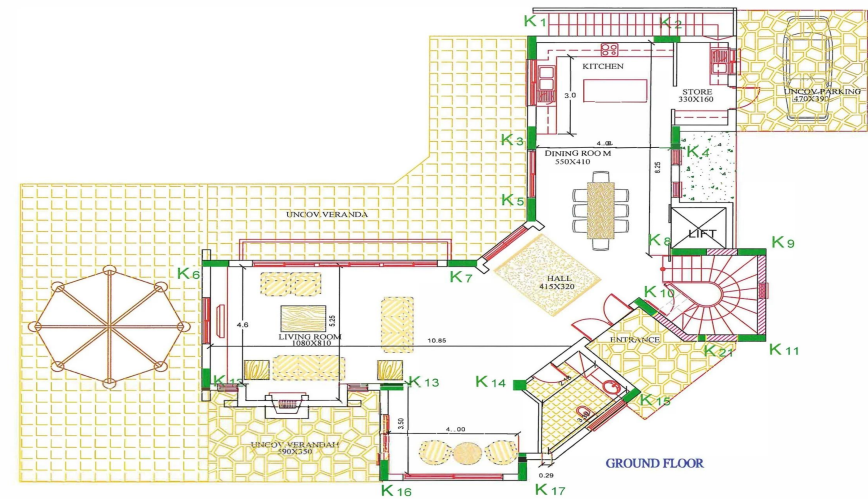 K1
K2
KITCHEN
3.0
STORE
330X160
UNCOV.PARKING
470X390
K3
K4
DINING ROOM
550X410
6.25
K5
UNCOV.VERANDA
LIFT
K8
K9
K6
K7
HALL
415X320
K10
4.6
5.25
LIVING ROOM
1080X810
10.85
ENTRANCE
K21
K11
K13
K14
K15
3.50
4..00
UNCOV.VERANDAH
590X350
0.29
K16
K17
GROUND FLOOR